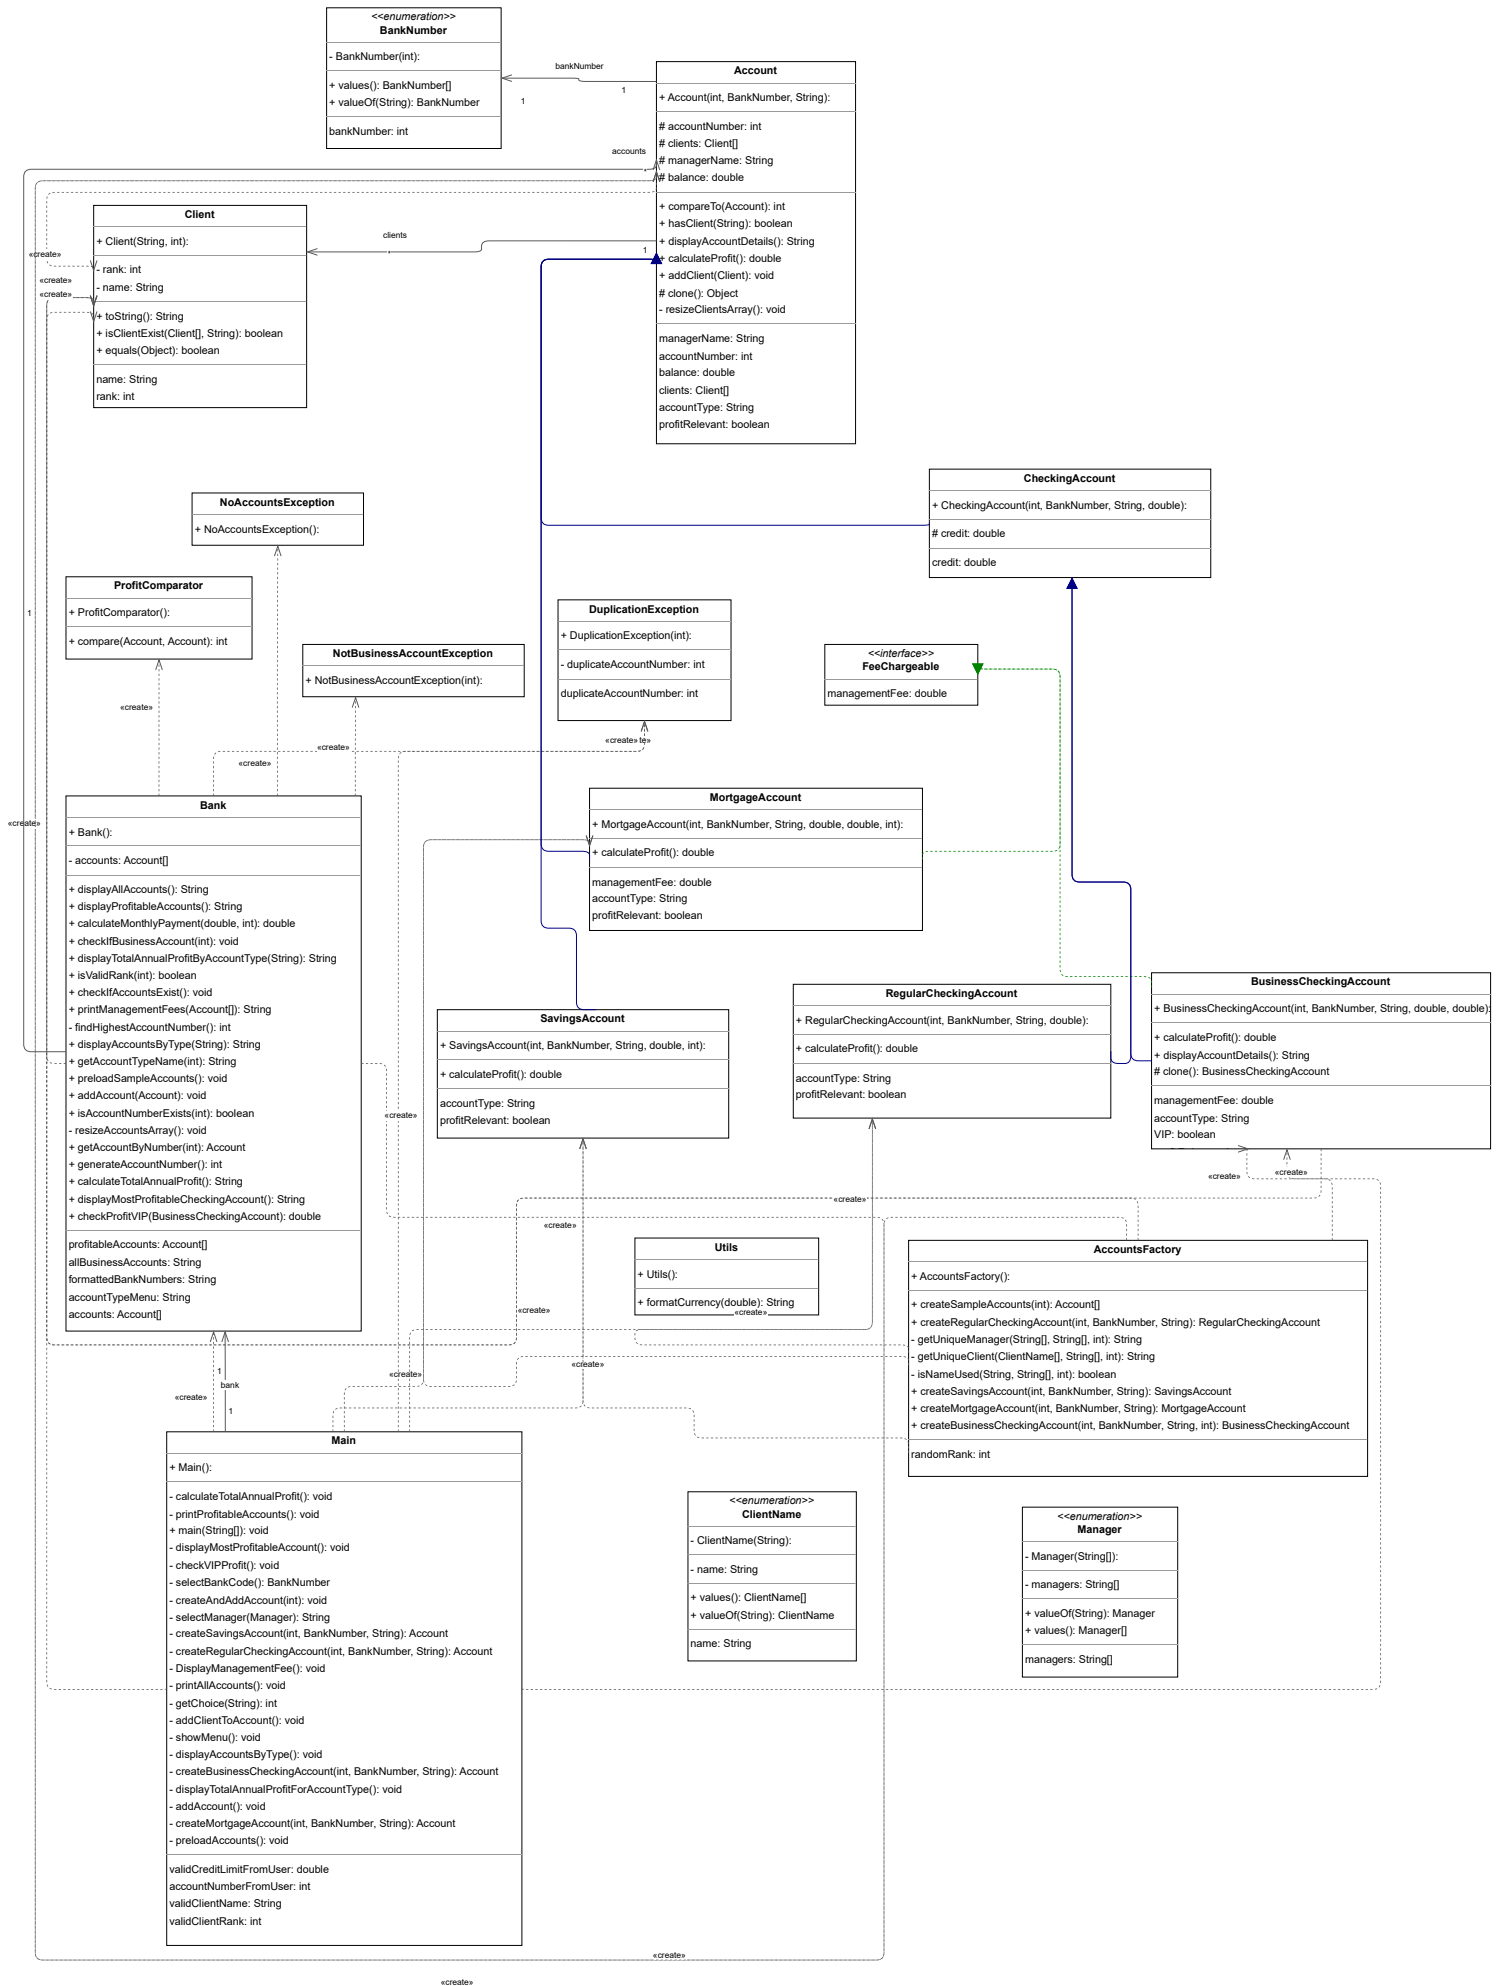 <<enumeration>>
BankNumber
- BankNumber(int):
+ values(): BankNumber[]
+ valueOf(String): BankNumber
bankNumber: int
bankNumber
1
1
Account
+ Account(int, BankNumber, String):
# accountNumber: int
# clients: Client[]
# managerName: String
# balance: double
+ compareTo(Account): int
+ hasClient(String): boolean
+ displayAccountDetails(): String
+ calculateProfit(): double
+ addClient(Client): void
# clone(): Object
- resizeClientsArray(): void
managerName: String
accountNumber: int
balance: double
clients: Client[]
accountType: String
profitRelevant: boolean
accounts
*
Client
+ Client(String, int):
- rank: int
- name: String
+ toString(): String
+ isClientExist(Client[], String): boolean
+ equals(Object): boolean
name: String
rank: int
clients
*
1
«create»
«create»
«create»
CheckingAccount
+ CheckingAccount(int, BankNumber, String, double):
# credit: double
credit: double
NoAccountsException
+ NoAccountsException():
ProfitComparator
+ ProfitComparator():
+ compare(Account, Account): int
1
DuplicationException
+ DuplicationException(int):
- duplicateAccountNumber: int
duplicateAccountNumber: int
NotBusinessAccountException
+ NotBusinessAccountException(int):
<<interface>>
FeeChargeable
managementFee: double
«create»
«create»
«create»
«create»
«create»
MortgageAccount
+ MortgageAccount(int, BankNumber, String, double, double, int):
+ calculateProfit(): double
managementFee: double
accountType: String
profitRelevant: boolean
Bank
+ Bank():
- accounts: Account[]
+ displayAllAccounts(): String
+ displayProfitableAccounts(): String
+ calculateMonthlyPayment(double, int): double
+ checkIfBusinessAccount(int): void
+ displayTotalAnnualProfitByAccountType(String): String
+ isValidRank(int): boolean
+ checkIfAccountsExist(): void
+ printManagementFees(Account[]): String
- findHighestAccountNumber(): int
+ displayAccountsByType(String): String
+ getAccountTypeName(int): String
+ preloadSampleAccounts(): void
+ addAccount(Account): void
+ isAccountNumberExists(int): boolean
- resizeAccountsArray(): void
+ getAccountByNumber(int): Account
+ generateAccountNumber(): int
+ calculateTotalAnnualProfit(): String
+ displayMostProfitableCheckingAccount(): String
+ checkProfitVIP(BusinessCheckingAccount): double
profitableAccounts: Account[]
allBusinessAccounts: String
formattedBankNumbers: String
accountTypeMenu: String
accounts: Account[]
SavingsAccount
+ SavingsAccount(int, BankNumber, String, double, int):
+ calculateProfit(): double
accountType: String
profitRelevant: boolean
RegularCheckingAccount
+ RegularCheckingAccount(int, BankNumber, String, double):
+ calculateProfit(): double
accountType: String
profitRelevant: boolean
BusinessCheckingAccount
+ BusinessCheckingAccount(int, BankNumber, String, double, double):
+ calculateProfit(): double
+ displayAccountDetails(): String
# clone(): BusinessCheckingAccount
managementFee: double
accountType: String
VIP: boolean
«create»
«create»
«create»
«create»
«create»
Utils
+ Utils():
+ formatCurrency(double): String
«create»
«create»
AccountsFactory
+ AccountsFactory():
+ createSampleAccounts(int): Account[]
+ createRegularCheckingAccount(int, BankNumber, String): RegularCheckingAccount
- getUniqueManager(String[], String[], int): String
- getUniqueClient(ClientName[], String[], int): String
- isNameUsed(String, String[], int): boolean
+ createSavingsAccount(int, BankNumber, String): SavingsAccount
+ createMortgageAccount(int, BankNumber, String): MortgageAccount
+ createBusinessCheckingAccount(int, BankNumber, String, int): BusinessCheckingAccount
randomRank: int
«create»
«create»
1
bank
«create»
1
Main
+ Main():
- calculateTotalAnnualProfit(): void
- printProfitableAccounts(): void
+ main(String[]): void
- displayMostProfitableAccount(): void
- checkVIPProfit(): void
- selectBankCode(): BankNumber
- createAndAddAccount(int): void
- selectManager(Manager): String
- createSavingsAccount(int, BankNumber, String): Account
- createRegularCheckingAccount(int, BankNumber, String): Account
- DisplayManagementFee(): void
- printAllAccounts(): void
- getChoice(String): int
- addClientToAccount(): void
- showMenu(): void
- displayAccountsByType(): void
- createBusinessCheckingAccount(int, BankNumber, String): Account
- displayTotalAnnualProfitForAccountType(): void
- addAccount(): void
- createMortgageAccount(int, BankNumber, String): Account
- preloadAccounts(): void
validCreditLimitFromUser: double
accountNumberFromUser: int
validClientName: String
validClientRank: int
<<enumeration>>
ClientName
- ClientName(String):
- name: String
+ values(): ClientName[]
+ valueOf(String): ClientName
name: String
<<enumeration>>
Manager
- Manager(String[]):
- managers: String[]
+ valueOf(String): Manager
+ values(): Manager[]
managers: String[]
«create»
«create»